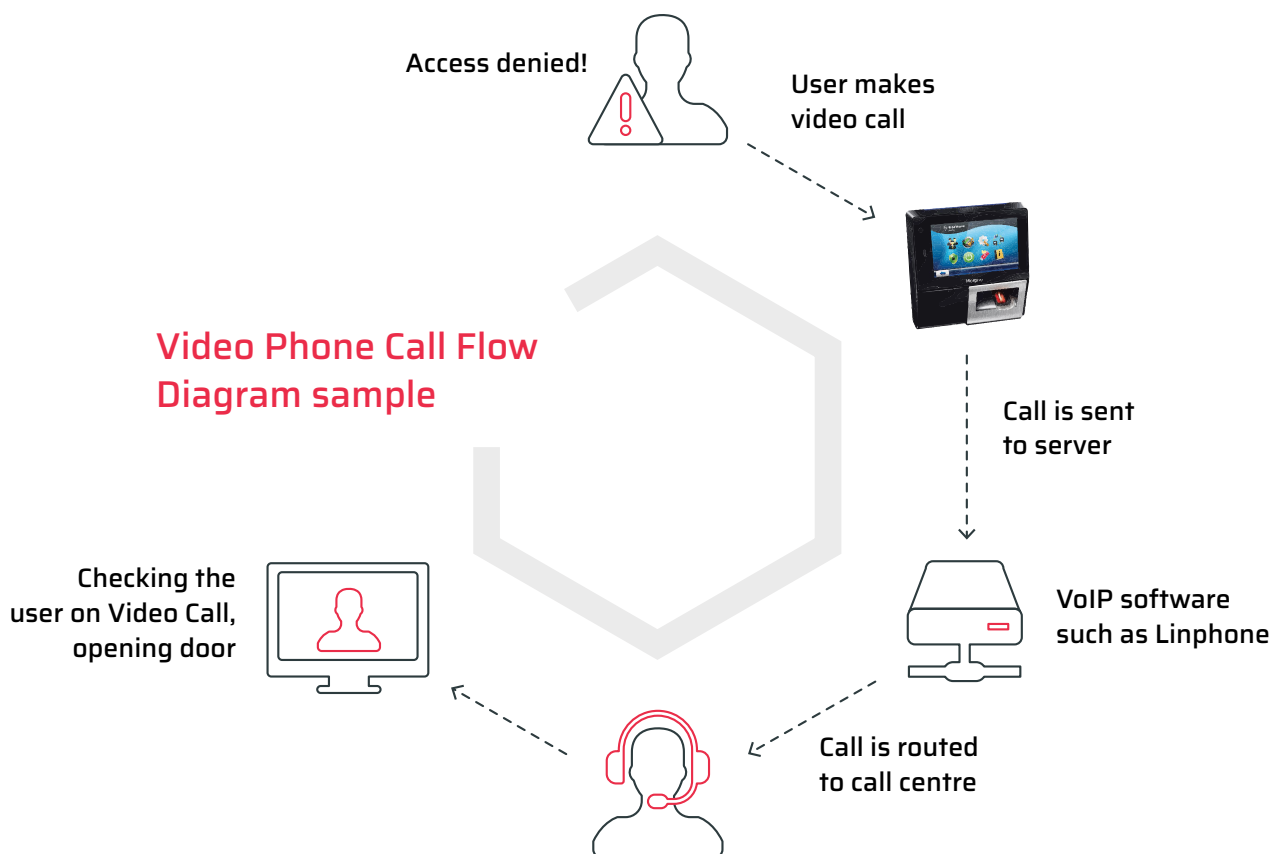 Access denied!
User makes
video call
Video Phone Call Flow
Diagram sample
Call is sent
to server
Checking the
user on Video Call,
opening door
VoIP software
such as Linphone
Call is routed
to call centre